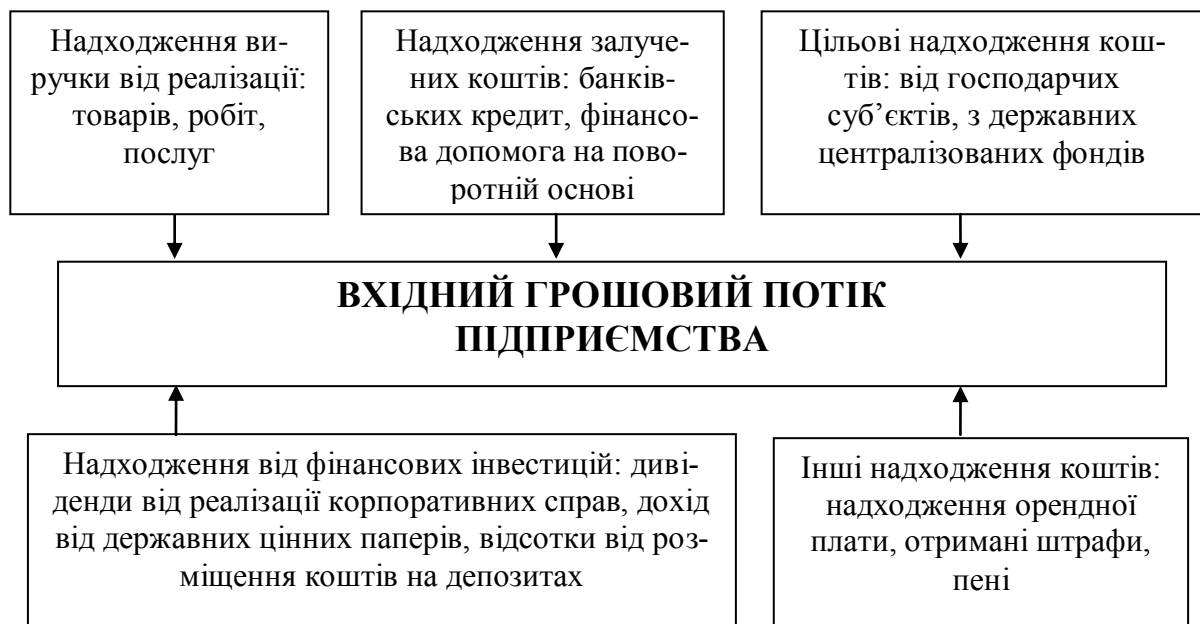 Надходження ви-
ручки від реалізації:
товарів, робіт,
послуг
Надходження залуче-
них коштів: банків-
ських кредит, фінансо-
ва допомога на пово-
ротній основі
Цільові надходження кош-
тів: від господарчих
суб’єктів, з державних
централізованих фондів
ВХІДНИЙ ГРОШОВИЙ ПОТІК
ПІДПРИЄМСТВА
Надходження від фінансових інвестицій: диві-
денди від реалізації корпоративних справ, дохід
від державних цінних паперів, відсотки від роз-
міщення коштів на депозитах
Інші надходження коштів:
надходження орендної
плати, отримані штрафи,
пені